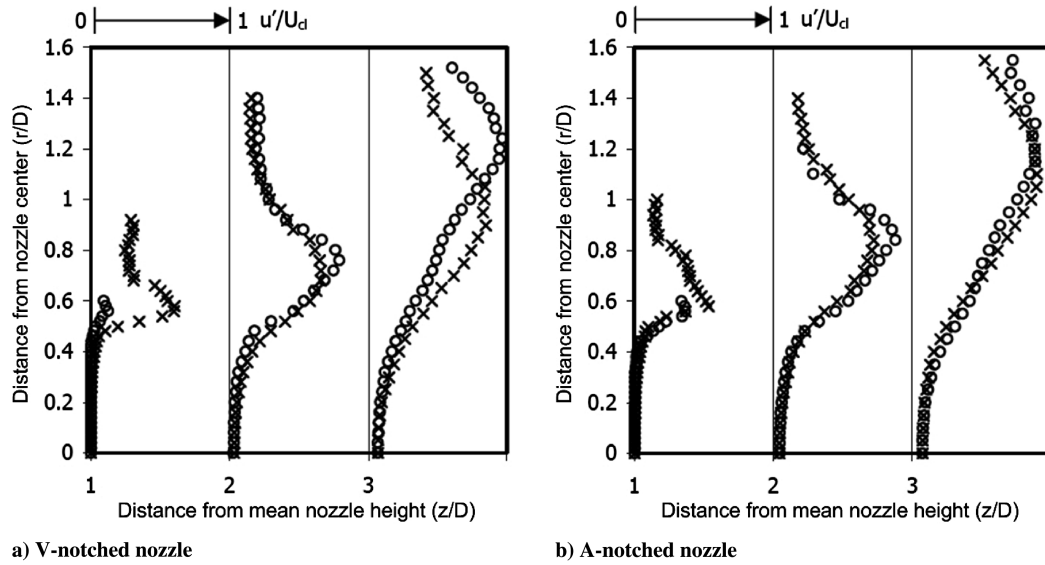 0 1 u'/Ucl
0 1 u'/Ucl
1.6
1.4
1.2
1
0.8
0.6
0.4
0.2
0
Distance from nozzle center (r/D)
1 2 3
Distance from mean nozzle height (z/D)
a) V-notched nozzle
1.6
1.4
1.2
1
0.8
0.6
0.4
0.2
0
Distance from nozzle center (r/D)
1 2 3
Distance from mean nozzle height (z/D)
b) A-notched nozzle